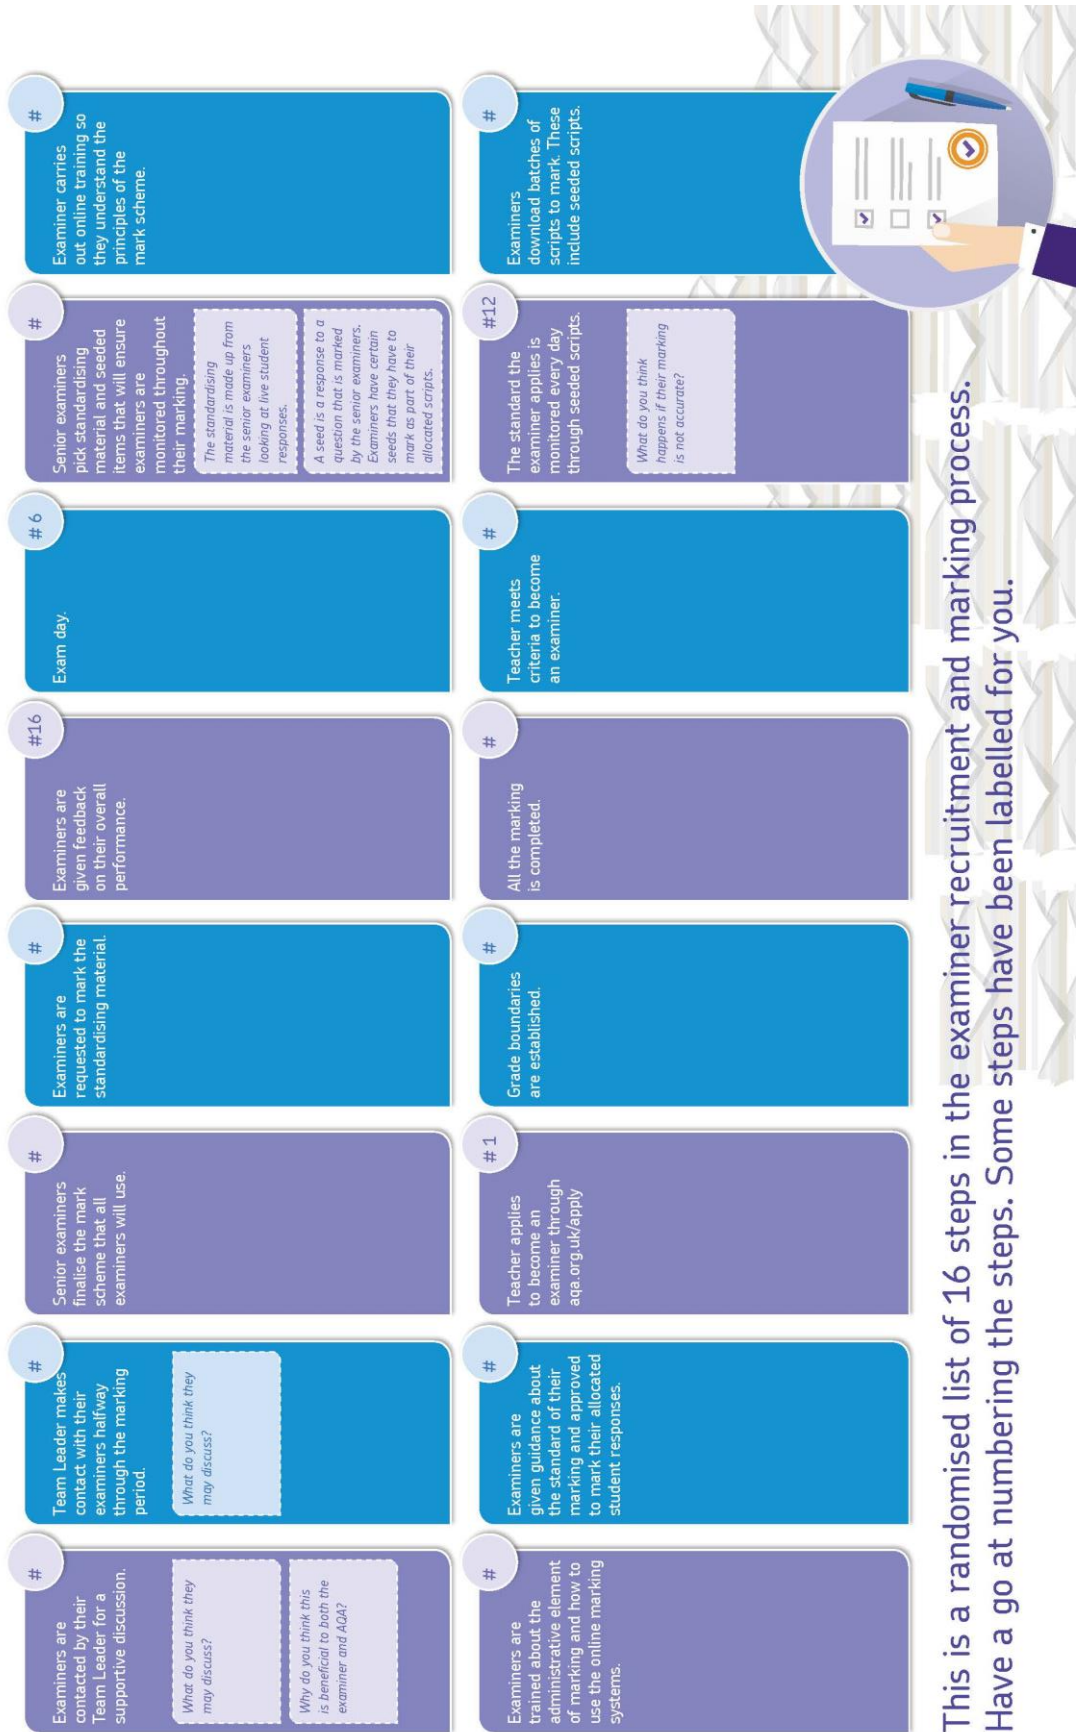 #
Examiners are
contacted by their
Team Leader for a
supportive discussion.
What do you think they
may discuss?
Why do you think this
is beneficial to both the
examiner and AQA?
#
Team Leader makes
contact with their
examiners halfway
through the marking
period.
What do you think they
may discuss?
#
Senior examiners
finalise the mark
scheme that all
examiners will use.
#
Examiners are
requested to mark the
standardising material.
#16
Examiners are
given feedback
on their overall
performance.
# 6
Exam day.
#
Senior examiners
pick standardising
material and seeded
items that will ensure
examiners are
monitored throughout
their marking.
The standardising
material is made up from
the senior examiners
looking at live student
responses.
A seed is a response to a
question that is marked
by the senior examiners.
Examiners have certain
seeds that they have to
mark as part of their
allocated scripts.
#
Examiner carries
out online training so
they understand the
principles of the
mark scheme.
#
Examiners are
trained about the
administrative element
of marking and how to
use the online marking
systems.
#
Examiners are
given guidance about
the standard of their
marking and approved
to mark their allocated
student responses.
# 1
Teacher applies
to become an
examiner through
aqa.org.uk/apply
#
Grade boundaries
are established.
#
All the marking
is completed.
#
Teacher meets
criteria to become
an examiner.
#12
The standard the
examiner applies is
monitored every day
through seeded scripts.
What do you think
happens if their marking
is not accurate?
#
Examiners
download batches of
scripts to mark. These
include seeded scripts.
This is a randomised list of 16 steps in the examiner recruitment and marking process.
Have a go at numbering the steps. Some steps have been labelled for you.